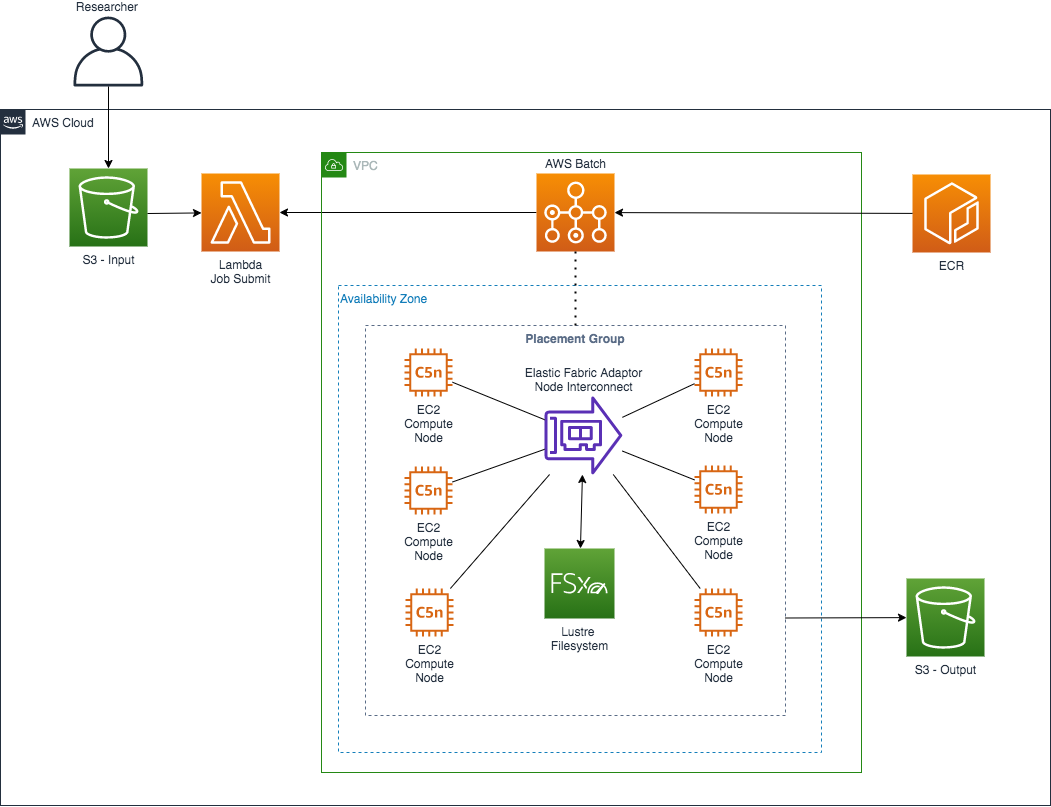 Researcher
aws
AWS Cloud
VPC
AWS Batch
S3 - Input
Lambda
Job Submit
ECR
Availability Zone
Placement Group
Elastic Fabric Adaptor
Node Interconnect
C5n
EC2
Compute
Node
C5n
EC2
Compute
Node
C5n
EC2
Compute
Node
C5n
EC2
Compute
Node
FSx
Lustre
Filesystem
C5n
EC2
Compute
Node
C5n
EC2
Compute
Node
S3 - Output